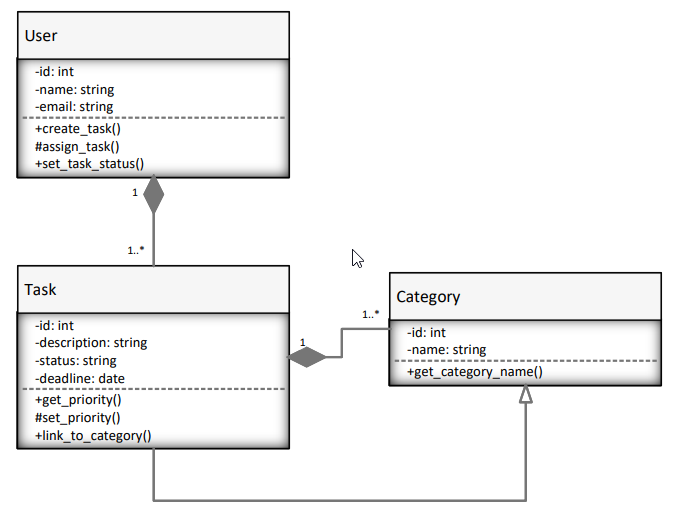 User
-id: int
-name: string
-email: string
+create_task()
#assign_task()
+set_task_status()
1
1..*
Task
-id: int
-description: string
-status: string
-deadline: date
+get_priority()
#set_priority()
+link_to_category()
1
1..*
Category
-id: int
-name: string
+get_category_name()